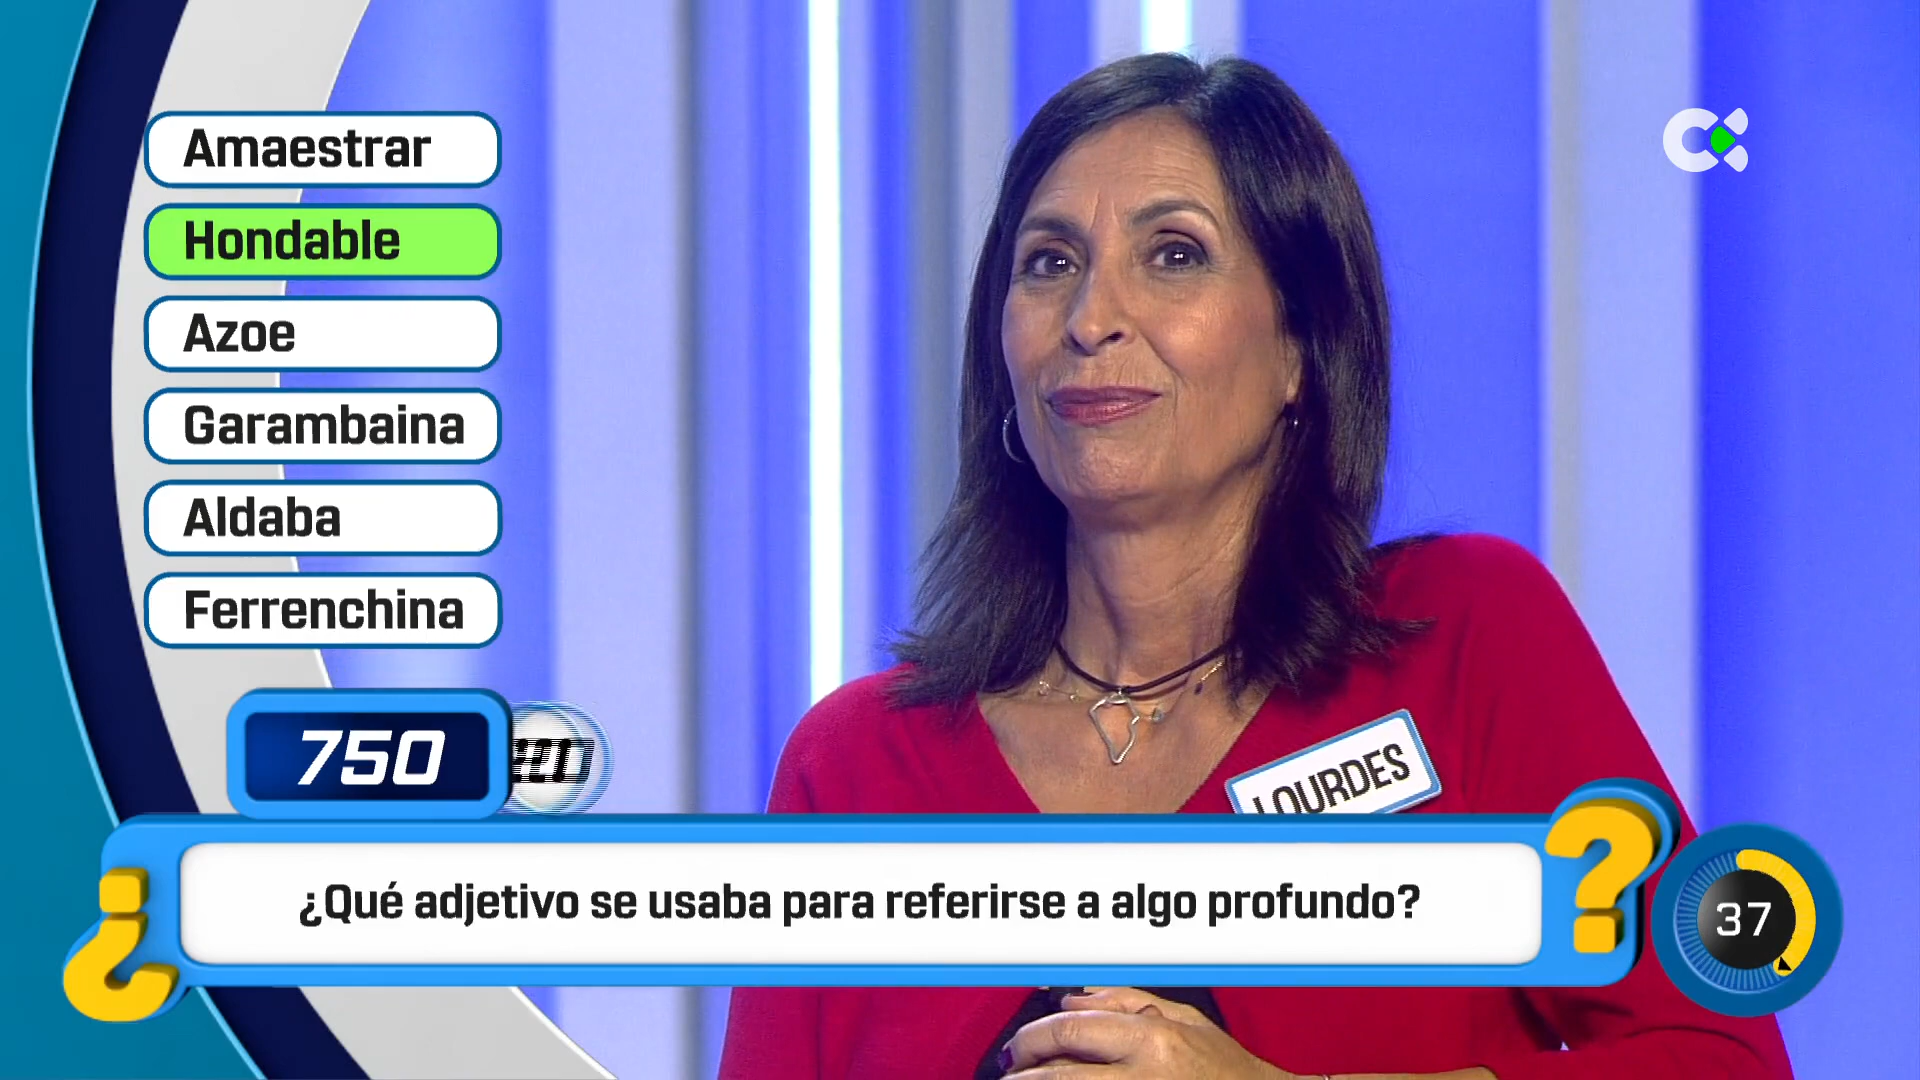 Amaestrar
Hondable
Azoe
Garambaina
Aldaba
Ferrenchina
750
LOURDES
¿Qué adjetivo se usaba para referirse a algo profundo?
37